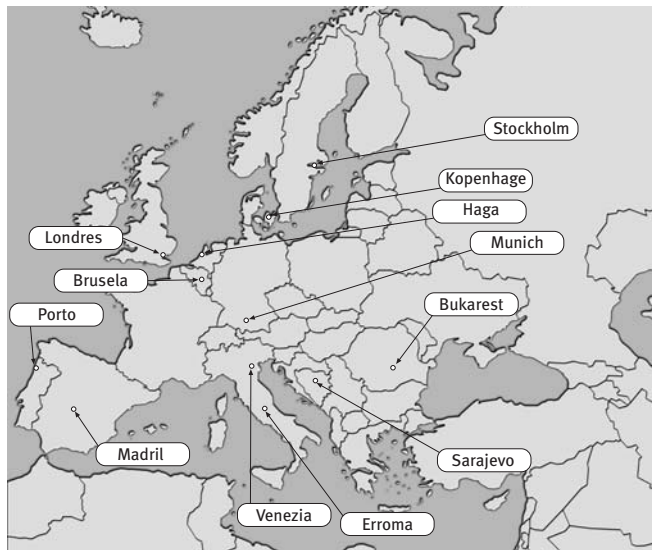 Stockholm
Kopenhage
Haga
Londres
Munich
Brusela
Porto
Bukarest
Madril
Sarajevo
Venezia
Erroma